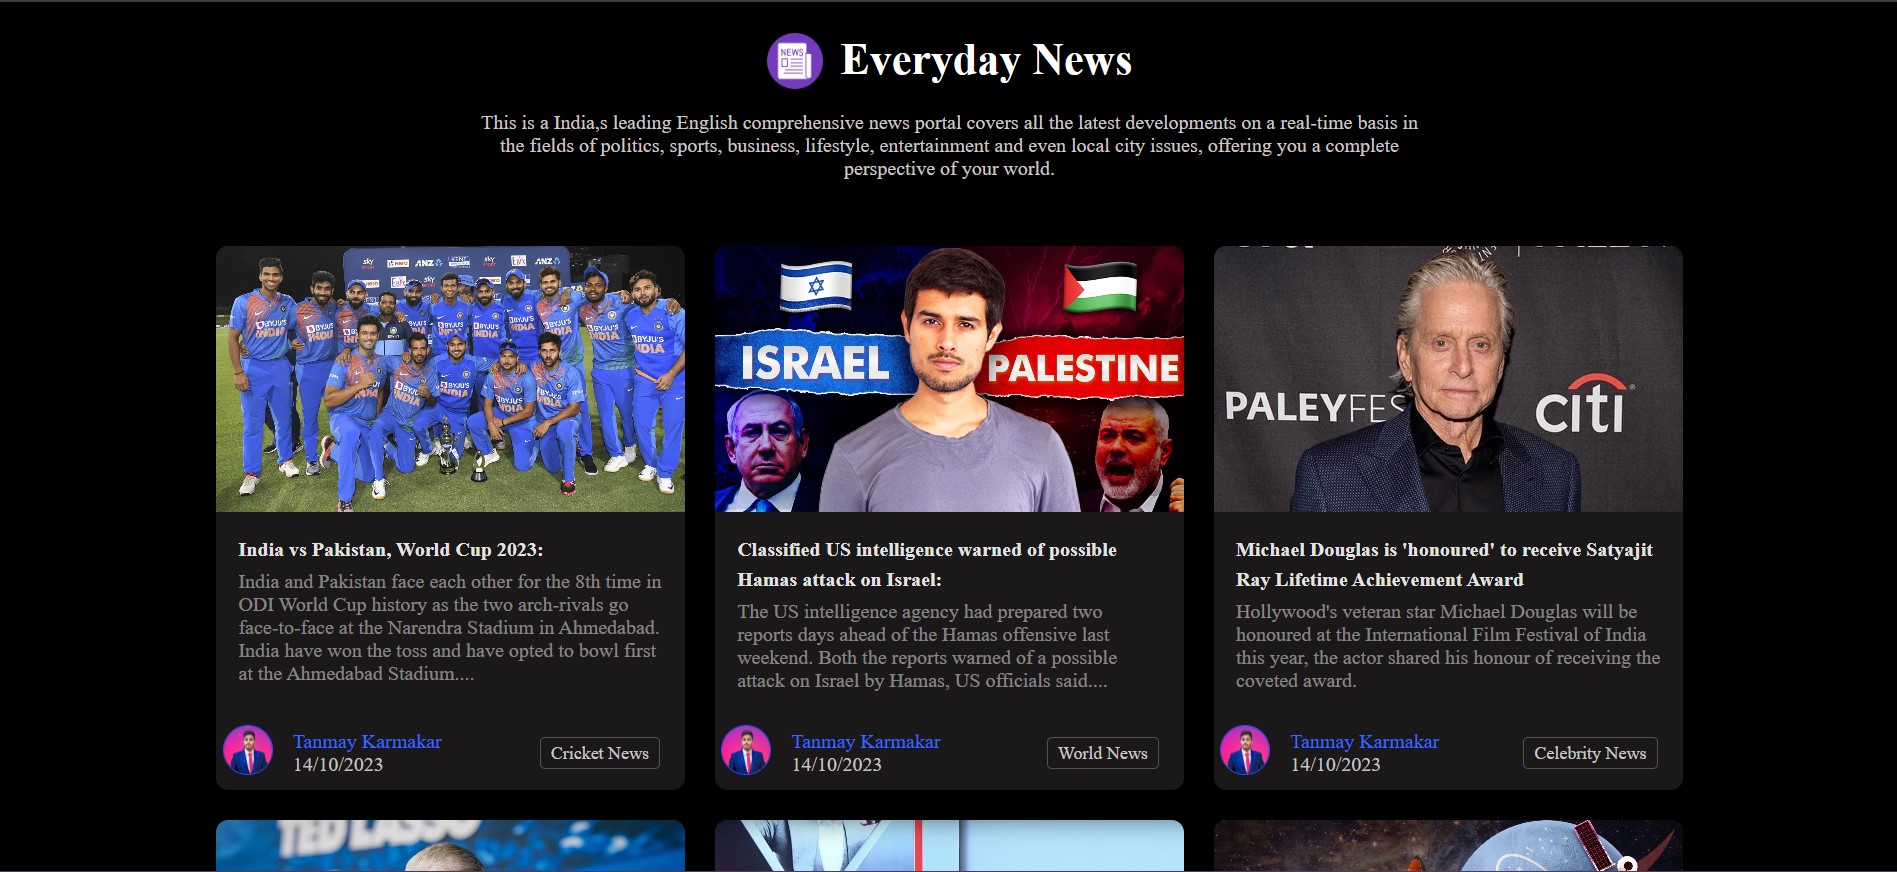 NEWS
Everyday News
This is a India,s leading English comprehensive news portal covers all the latest developments on a real-time basis in
the fields of politics, sports, business, lifestyle, entertainment and even local city issues, offering you a complete
perspective of your world.
sky
ANZ
sky
ANZ
BYJU'S
INDIA
ISRAEL
PALESTINE
PALEYFES
citi
India vs Pakistan, World Cup 2023:
India and Pakistan face each other for the 8th time in
ODI World Cup history as the two arch-rivals go
face-to-face at the Narendra Stadium in Ahmedabad.
India have won the toss and have opted to bowl first
at the Ahmedabad Stadium....
Tanmay Karmakar
14/10/2023
Cricket News
Classified US intelligence warned of possible
Hamas attack on Israel:
The US intelligence agency had prepared two
reports days ahead of the Hamas offensive last
weekend. Both the reports warned of a possible
attack on Israel by Hamas, US officials said....
Tanmay Karmakar
14/10/2023
World News
Michael Douglas is 'honoured' to receive Satyajit
Ray Lifetime Achievement Award
Hollywood's veteran star Michael Douglas will be
honoured at the International Film Festival of India
this year, the actor shared his honour of receiving the
coveted award.
Tanmay Karmakar
14/10/2023
Celebrity News
TED LASSO